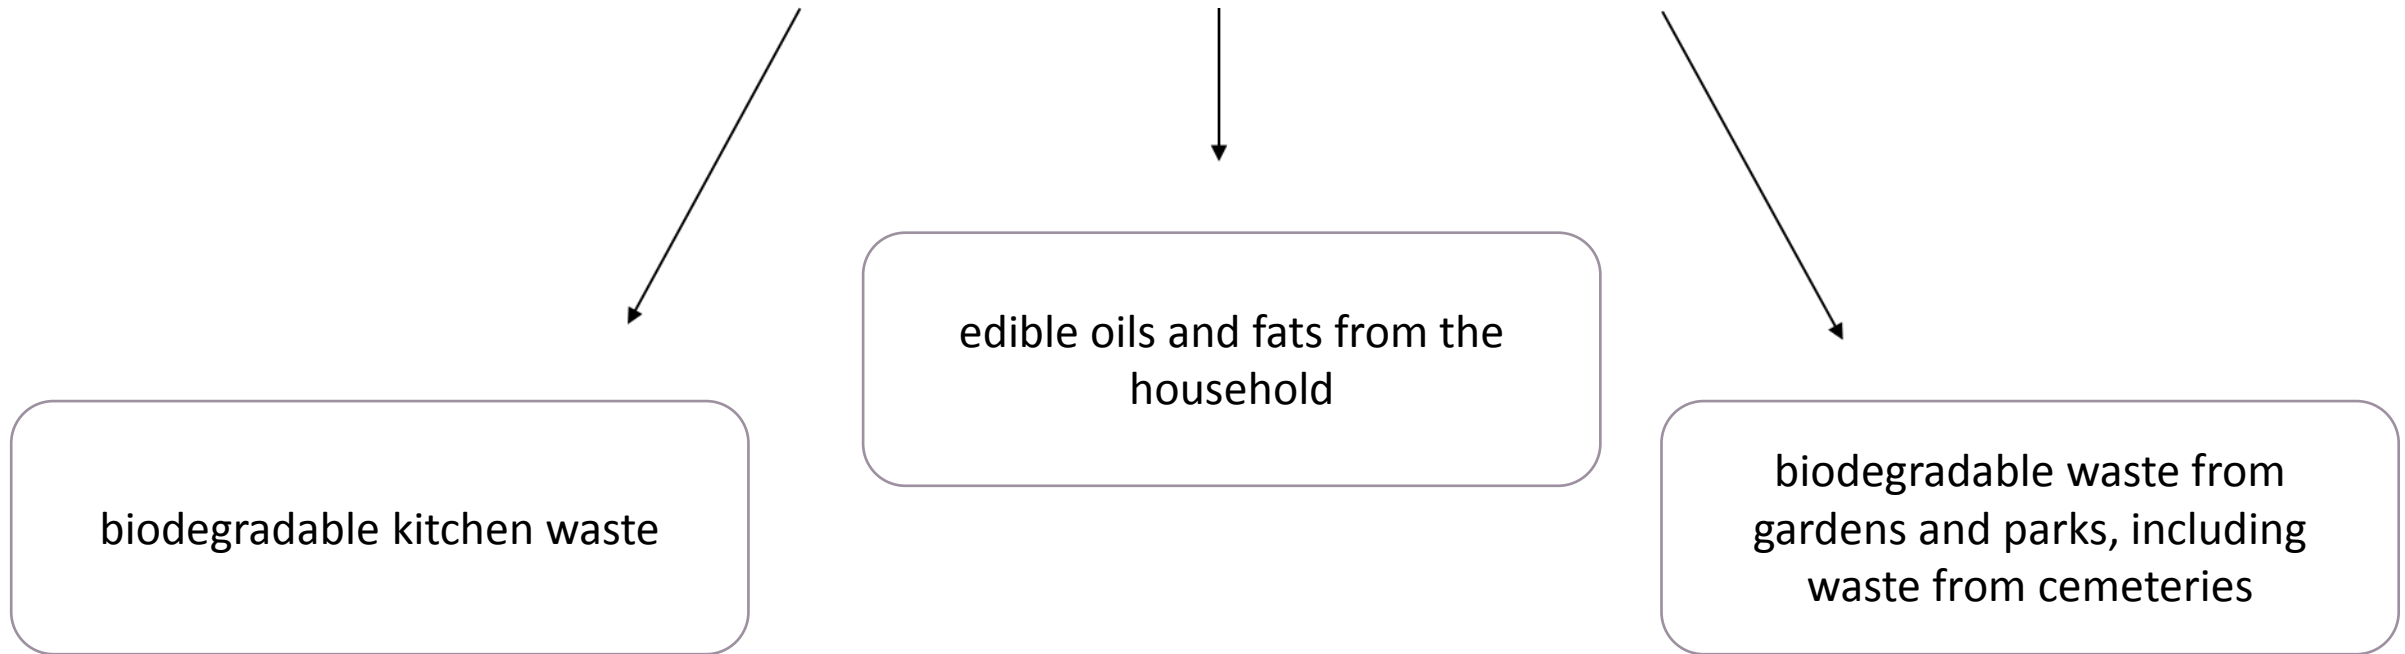 edible oils and fats from the
household
biodegradable kitchen waste
biodegradable waste from
gardens and parks, including
waste from cemeteries